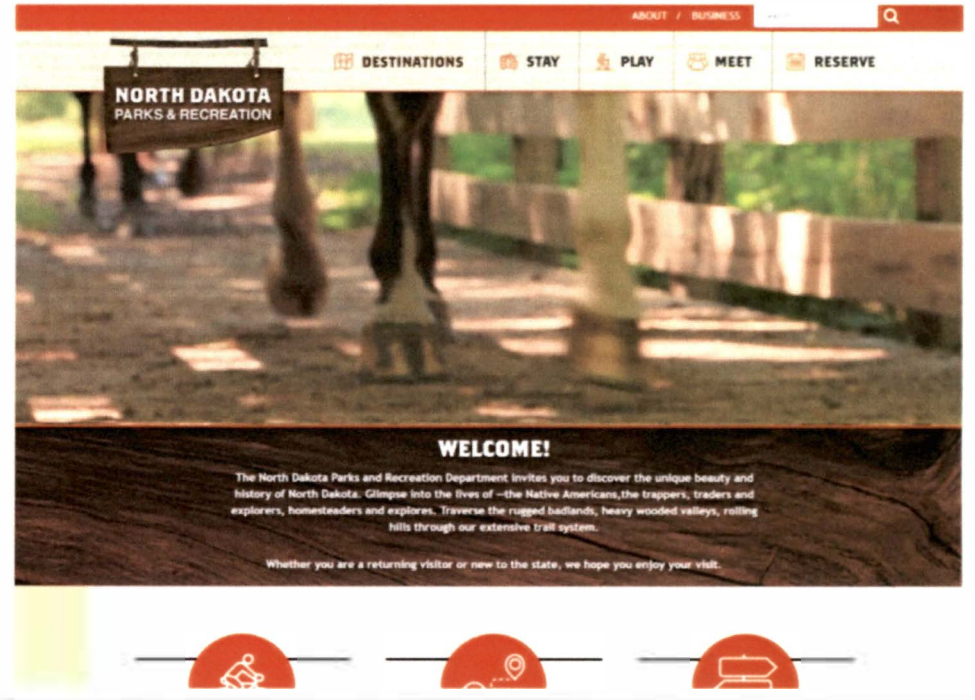 ABOUT / BUSINESS
DESTINATIONS
STAY
PLAY
MEET
RESERVE
NORTH DAKOTA
PARKS & RECREATION
WELCOME!
The North Dakota Parks and Recreation Department invites you to discover the unique beauty and
history of North Dakota. Glimpse into the lives of —the Native Americans,the trappers, traders and
explorers, homesteaders and explores. Traverse the rugged badlands, heavy wooded valleys, rolling
hills through our extensive trail system.
Whether you are a returning visitor or new to the state, we hope you enjoy your visit.